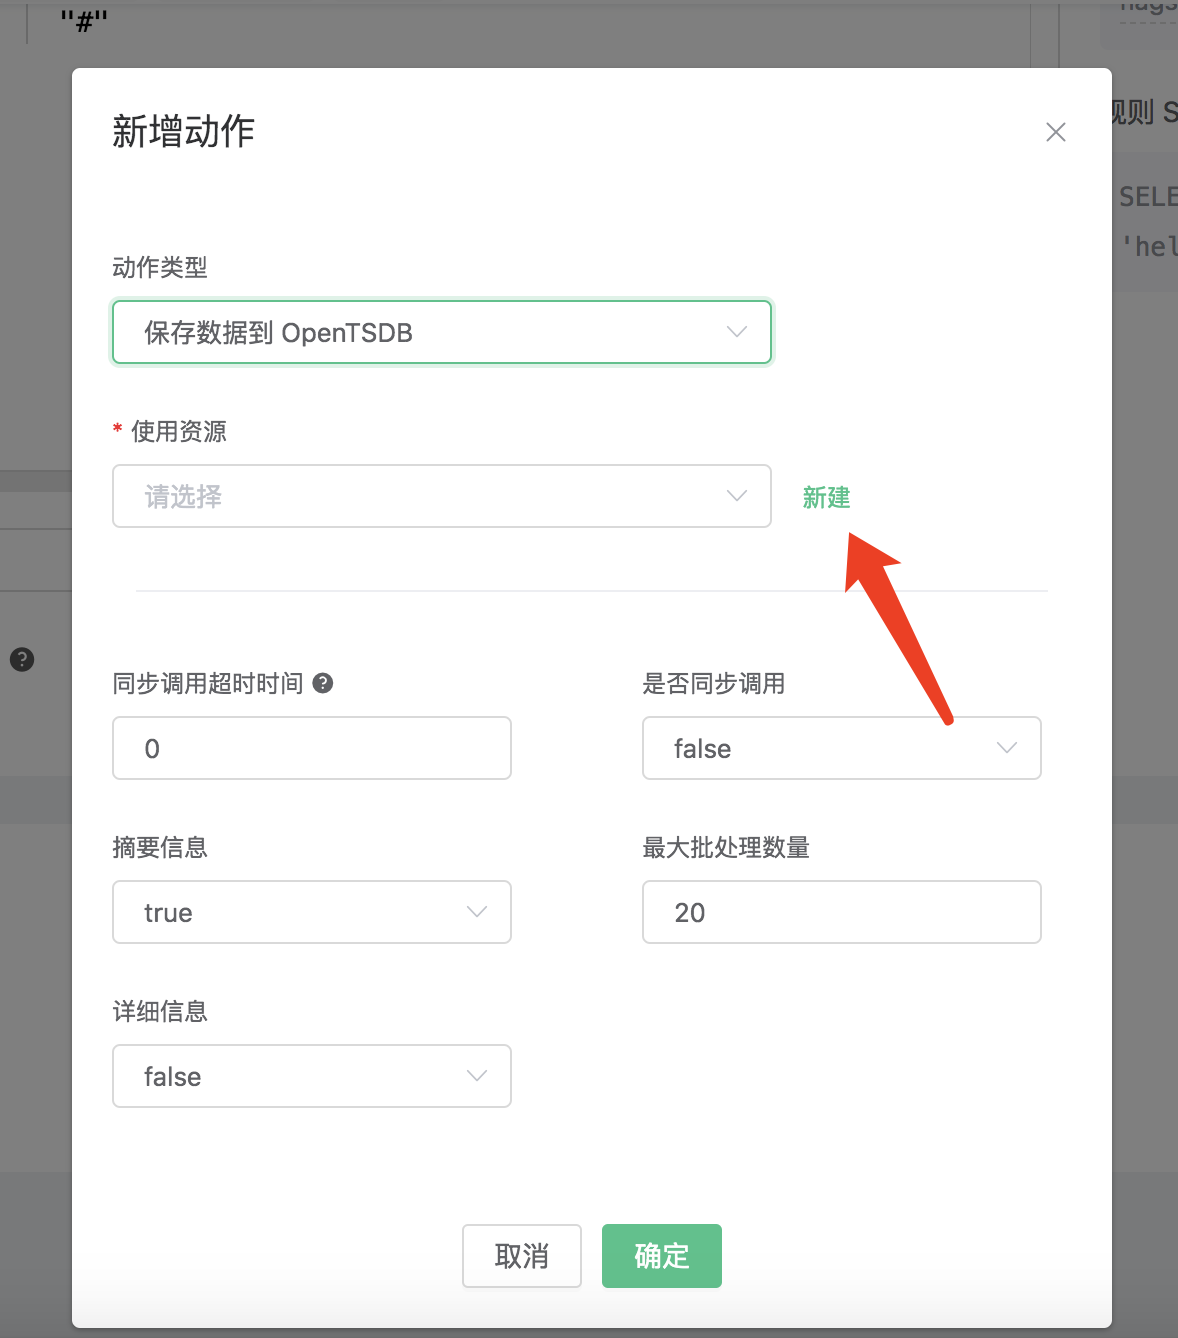 "#"
规则 S
SELE
'hel
新增动作
动作类型
保存数据到 OpenTSDB
* 使用资源
请选择
新建
同步调用超时时间
是否同步调用
0
false
摘要信息
最大批处理数量
true
20
详细信息
false
取消
确定